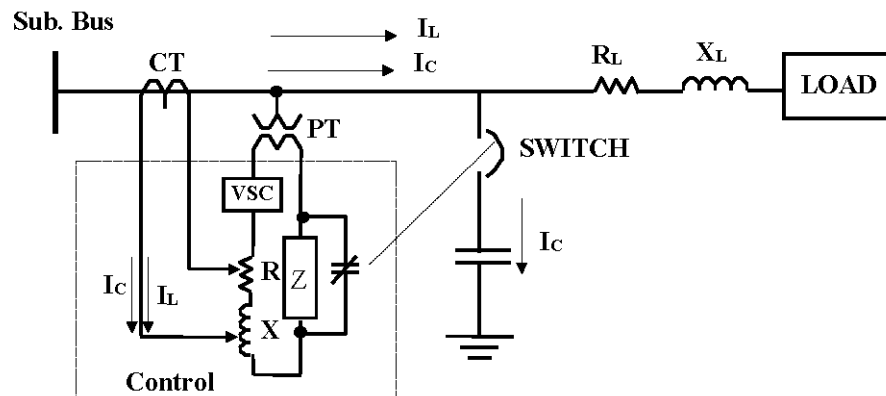 Sub. Bus
CT
IL
IC
RL
XL
LOAD
PT
SWITCH
VSC
IC
IC
IL
R
Z
X
Control